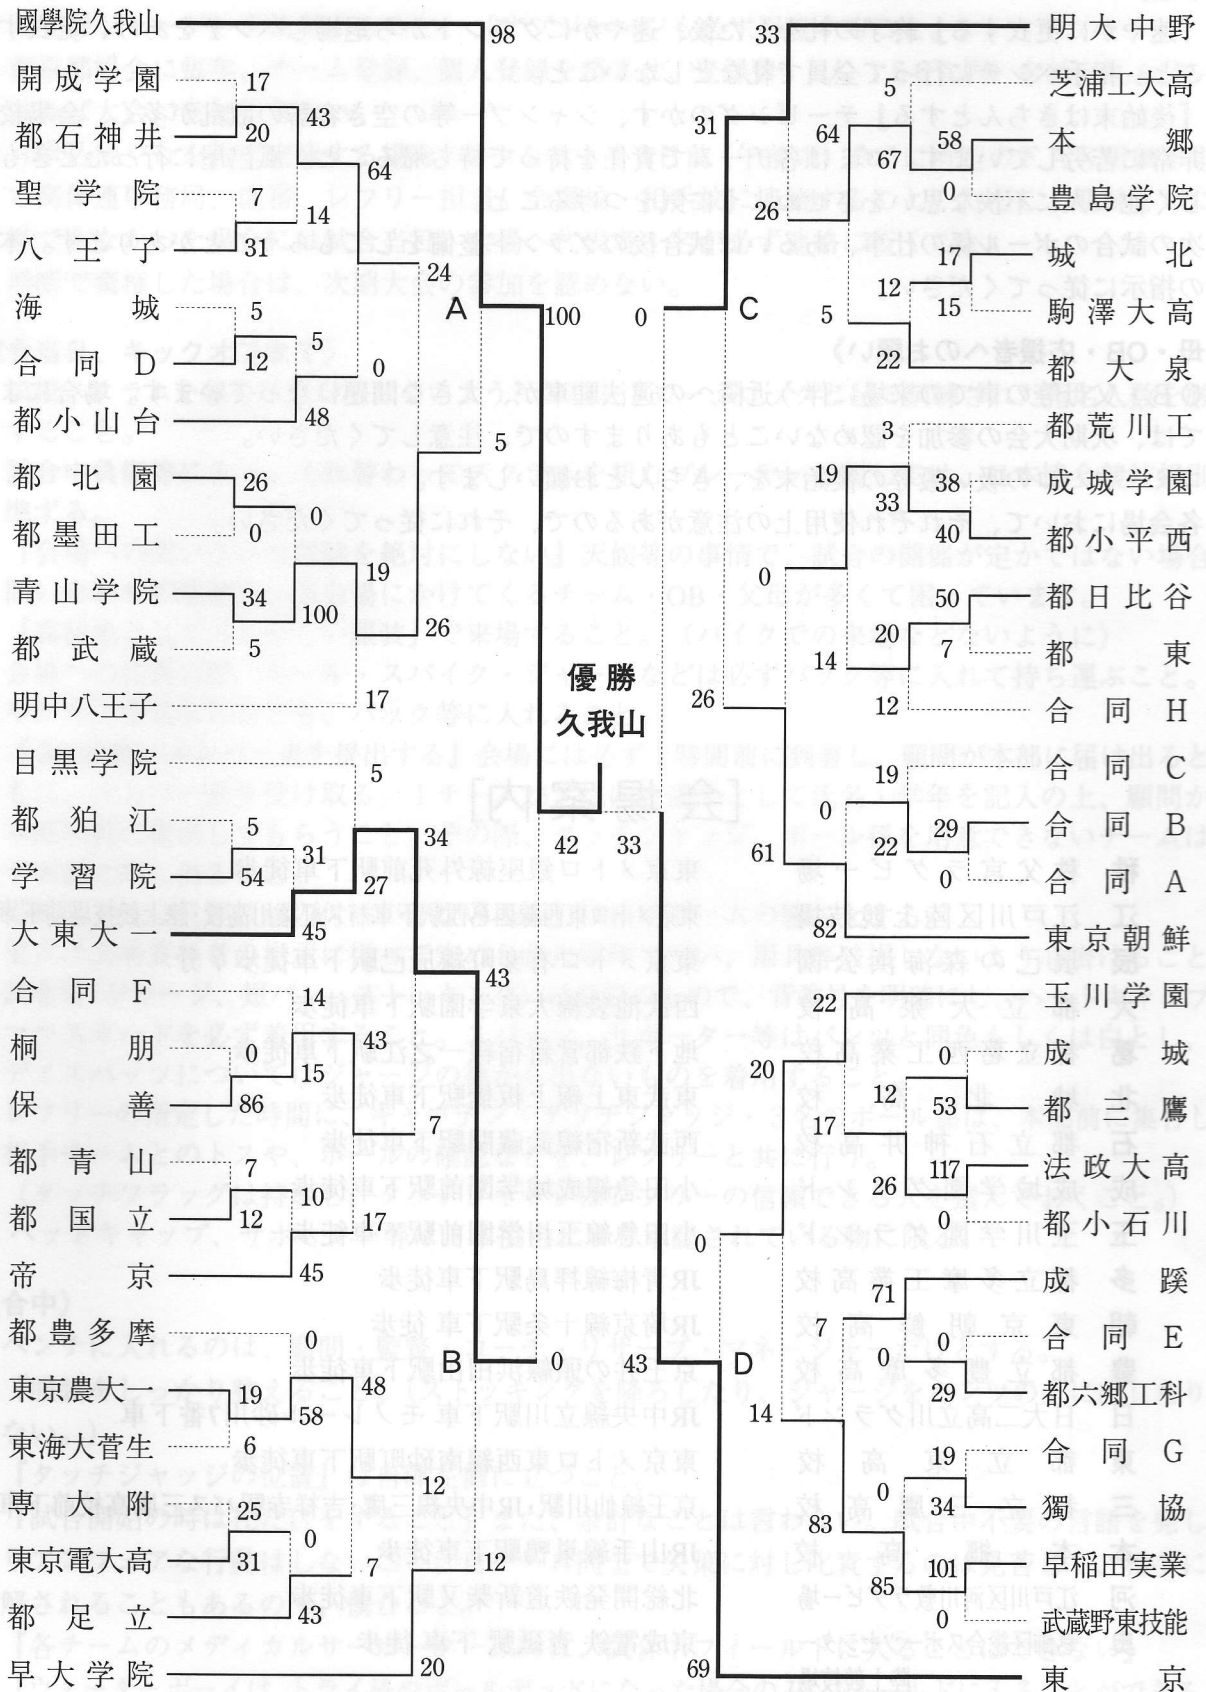 國學院久我山
98
開成学園
17
都石神井
20
43
聖学院
7
14
八王子
31
64
海城
5
5
合同D
12
都小山台
48
0
24
A
100
都北園
26
0
都墨田工
0
青山学院
34
100
都武蔵
5
19
明中八王子
17
26
5
目黒学院
5
都狛江
5
31
学習院
54
大東大一
45
27
34
合同F
14
桐朋
0
15
保善
86
43
都青山
7
10
都国立
12
帝京
45
17
7
43
都豊多摩
0
東京農大一
19
58
東海大菅生
6
48
専大附
25
0
東京電大高
31
都足立
43
7
12
早大学院
20
12
B
0
優勝
久我山
42
33
明大中野
33
芝浦工大高
5
本郷
58
67
豊島学院
0
64
城北
17
12
駒澤大高
15
都大泉
22
5
26
31
C
0
都荒川工
3
成城学園
38
33
都小平西
40
19
都日比谷
50
20
都東
7
合同H
12
14
0
合同C
19
合同B
29
22
合同A
0
0
東京朝鮮
82
61
26
玉川学園
22
成城
0
12
都三鷹
53
法政大高
117
26
都小石川
0
17
20
成蹊
71
合同E
0
0
都六郷工科
29
7
合同G
19
0
獨協
34
早稲田実業
101
85
武蔵野東技能
0
83
14
0
東京
69
D
43